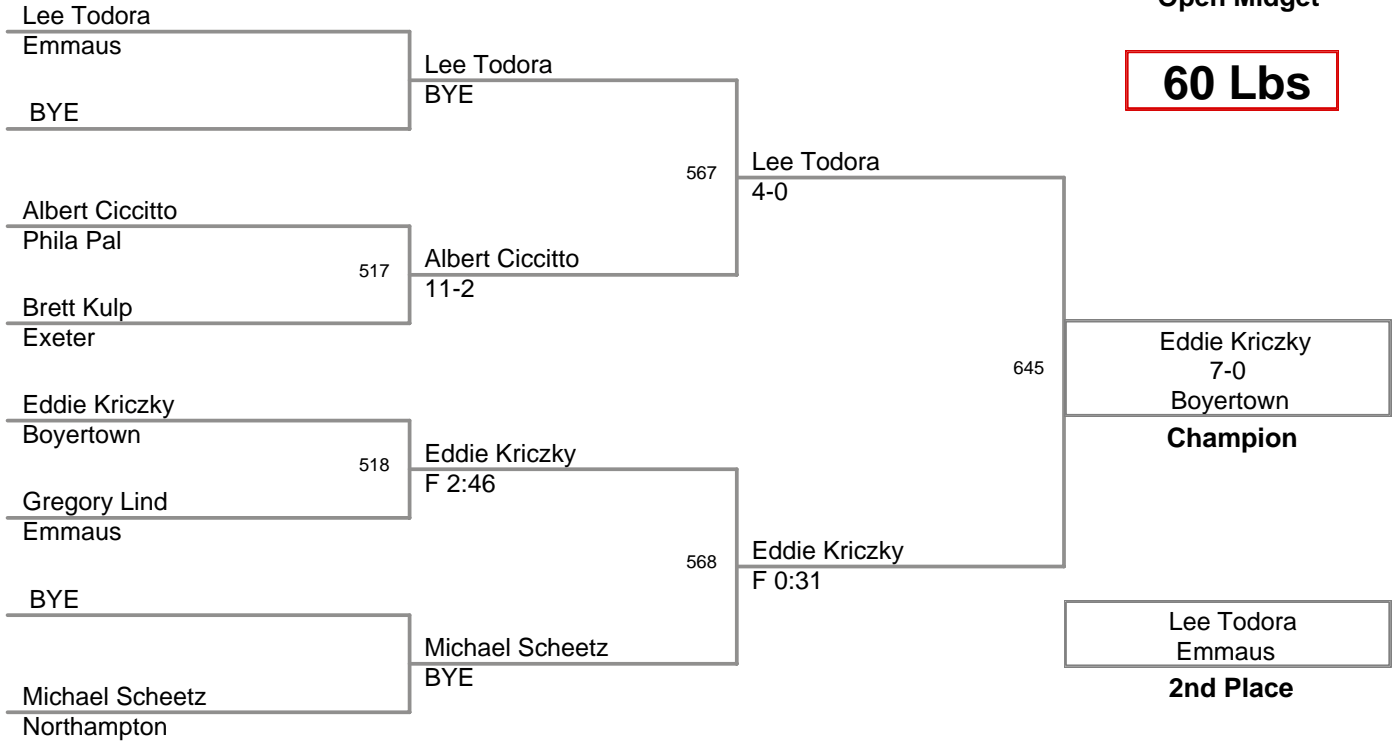 Open Midget
60 Lbs
Lee Todora
Emmaus
BYE
Albert Ciccitto
Phila Pal
Brett Kulp
Exeter
Eddie Kriczky
Boyertown
Gregory Lind
Emmaus
BYE
Michael Scheetz
Northampton
Lee Todora
BYE
517
Albert Ciccitto
11-2
518
Eddie Kriczky
F 2:46
Michael Scheetz
BYE
567
Lee Todora
4-0
568
Eddie Kriczky
F 0:31
645
Eddie Kriczky
7-0
Boyertown
Champion
Lee Todora
Emmaus
2nd Place